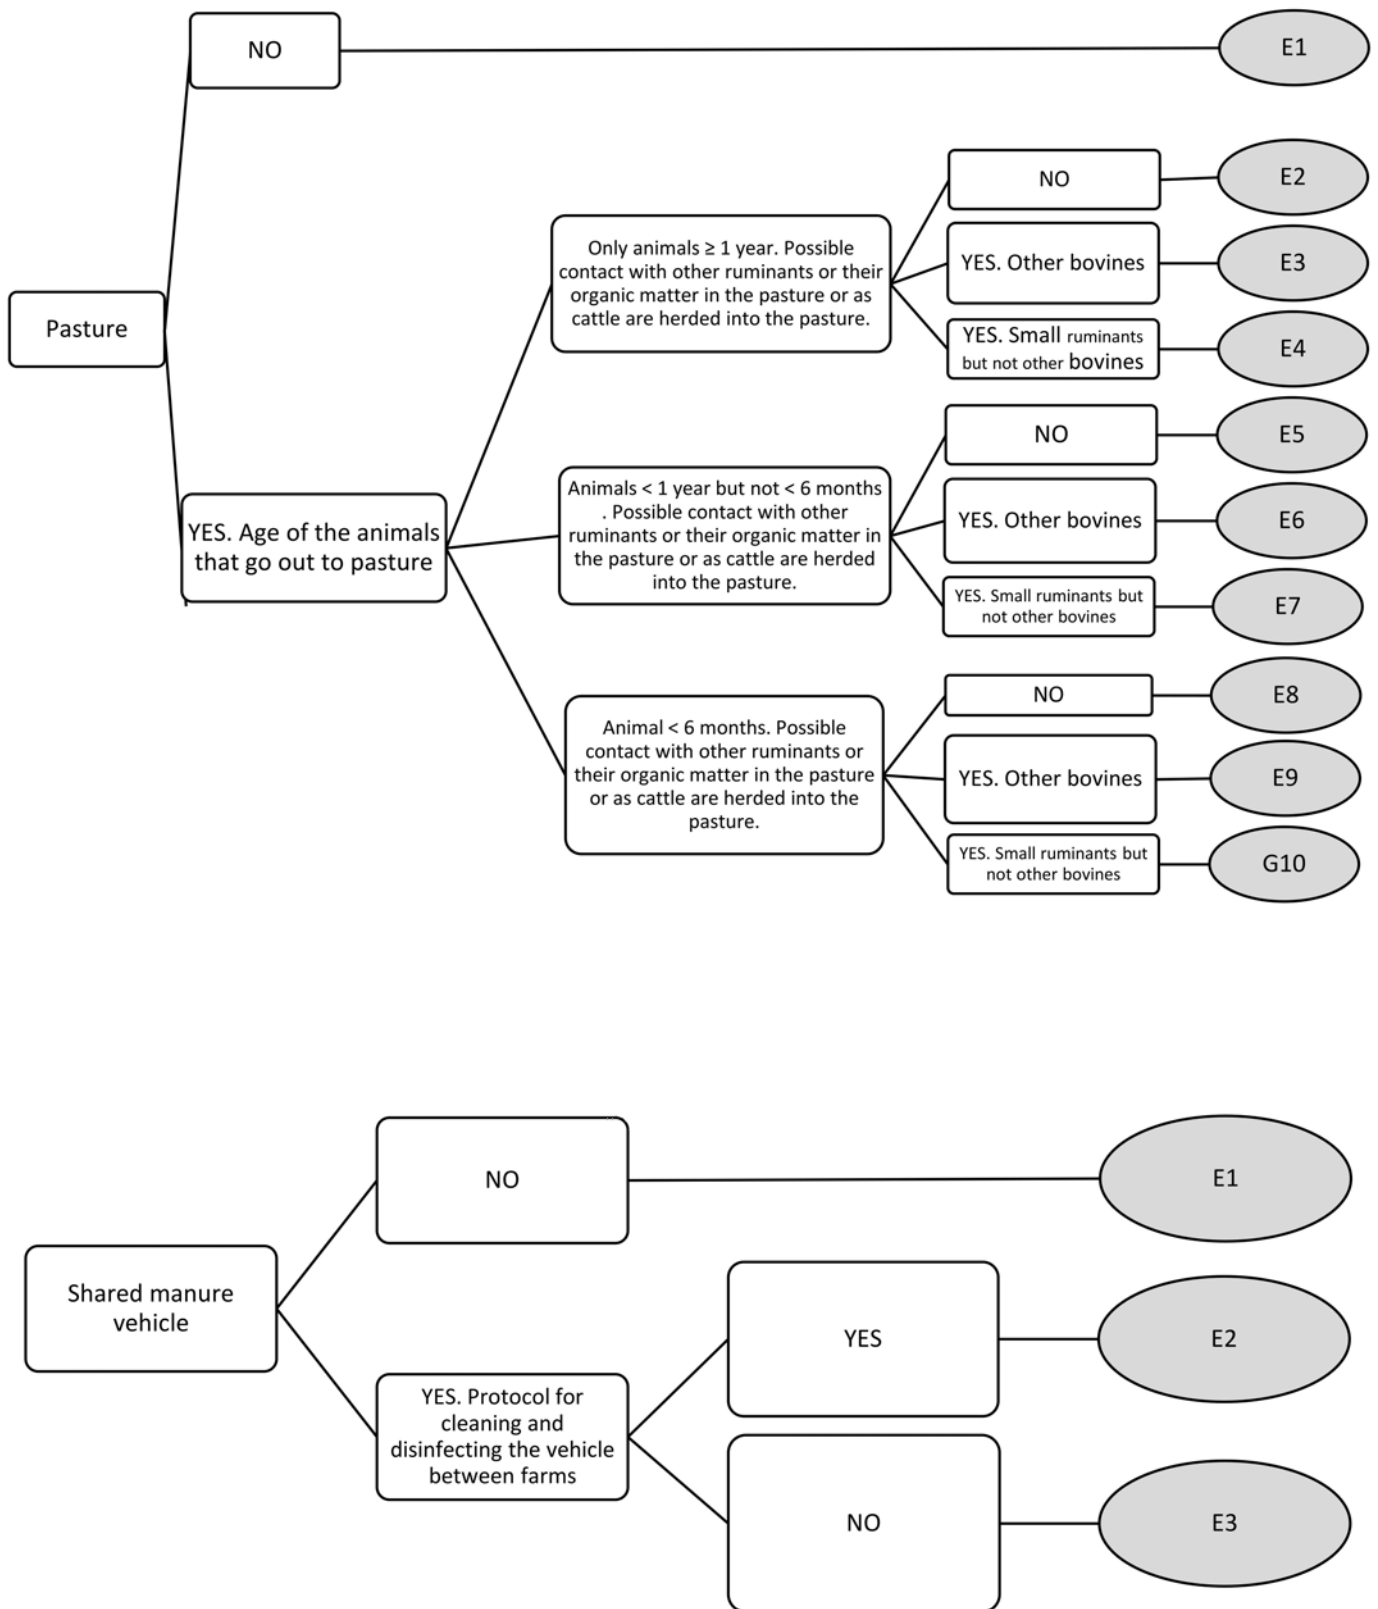 NO
E1
Pasture
YES. Age of the animals
that go out to pasture
Only animals ≥ 1 year. Possible
contact with other ruminants or their
organic matter in the pasture or as
cattle are herded into the pasture.
NO
E2
YES. Other bovines
E3
YES. Small ruminants
but not other bovines
E4
Animals < 1 year but not < 6 months
. Possible contact with other
ruminants or their organic matter in
the pasture or as cattle are herded
into the pasture.
NO
E5
YES. Other bovines
E6
YES. Small ruminants but
not other bovines
E7
Animal < 6 months. Possible
contact with other ruminants or
their organic matter in the pasture
or as cattle are herded into the
pasture.
NO
E8
YES. Other bovines
E9
YES. Small ruminants but
not other bovines
G10
Shared manure
vehicle
NO
E1
YES. Protocol for
cleaning and
disinfecting the vehicle
between farms
YES
E2
NO
E3